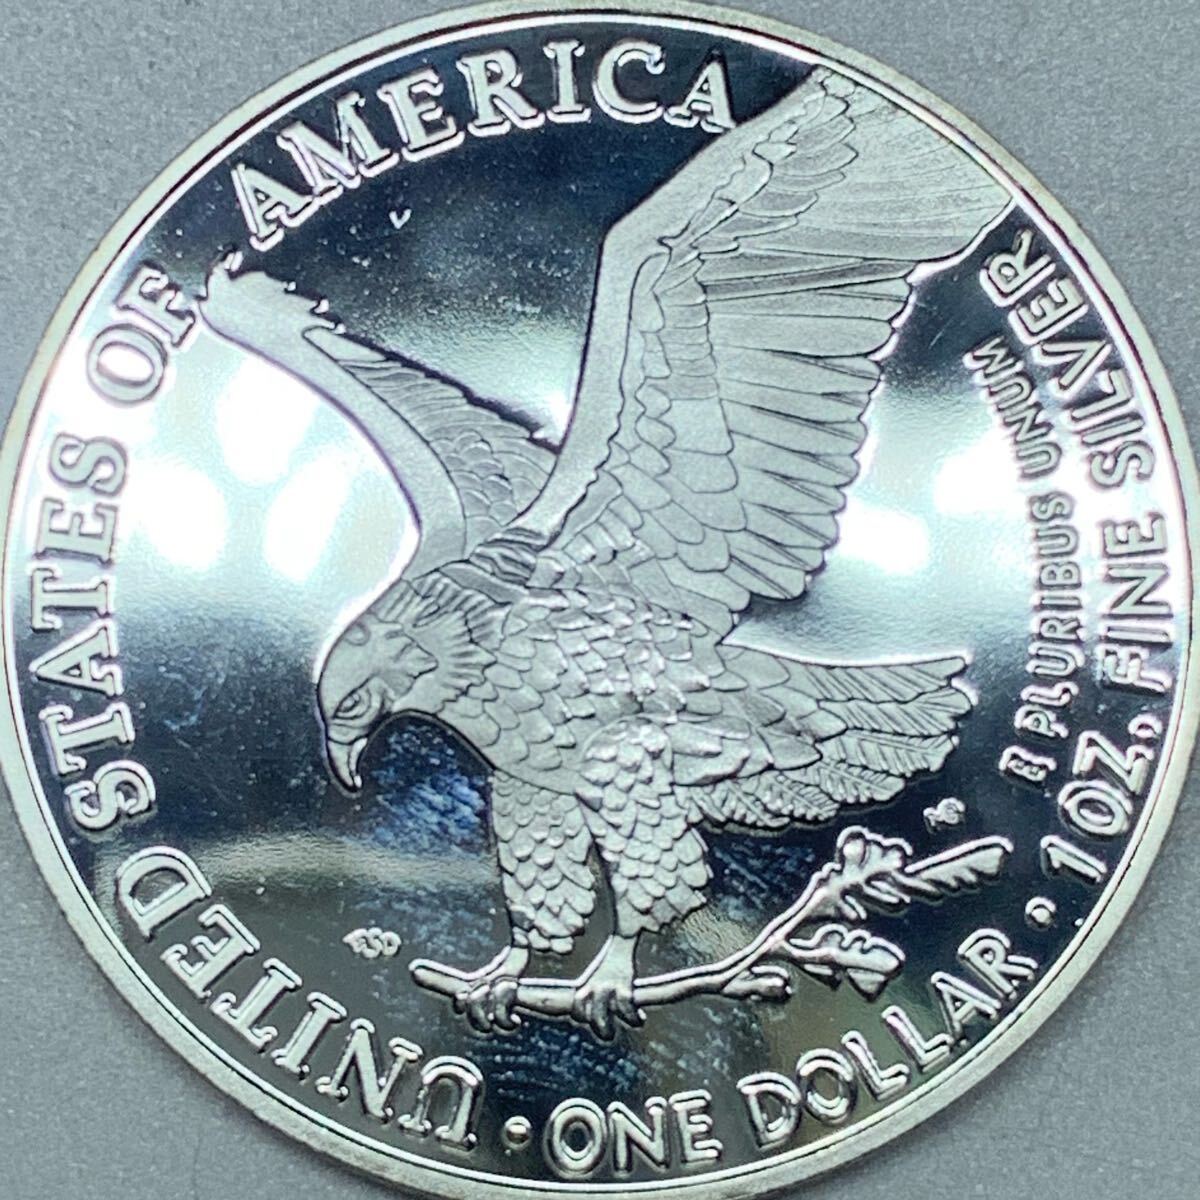 UNITED STATES OF AMERICA
E PLURIBUS UNUM
1 OZ. FINE SILVER
• ONE DOLLAR •